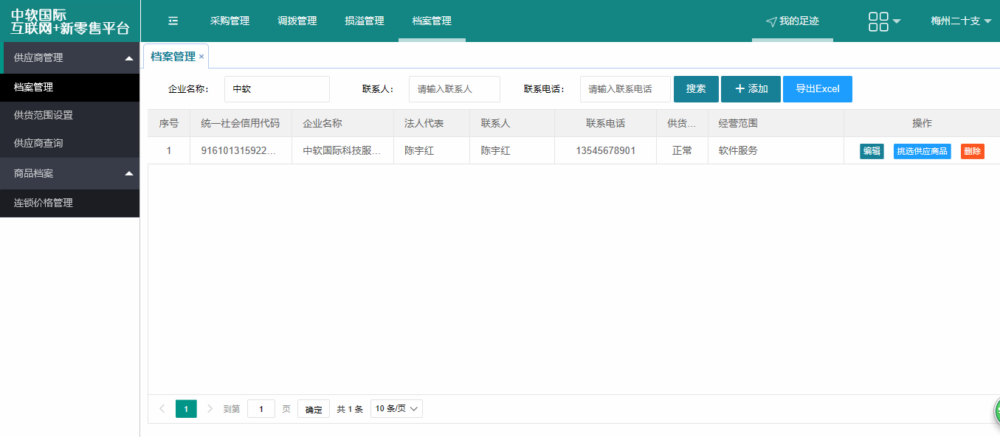 中软国际
互联网+新零售平台
采购管理 调拨管理 损溢管理 档案管理 我的足迹 梅州二十支
供应商管理
档案管理
供货范围设置
供应商查询
商品档案
连锁价格管理
档案管理 ×
企业名称： 中软 联系人： 请输入联系人 联系电话： 请输入联系电话 搜索 添加 导出Excel
序号 统一社会信用代码 企业名称 法人代表 联系人 联系电话 供货... 经营范围 操作
1 916101315922... 中软国际科技服... 陈宇红 陈宇红 13545678901 正常 软件服务 编辑 挑选供应商品 删除
1 到第 1 页 确定 共 1 条 10 条/页